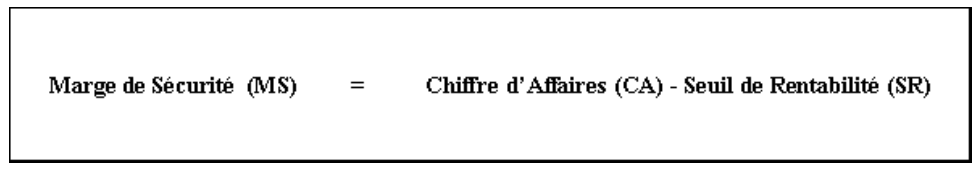 Marge de Sécurité (MS) = Chiffre d'Affaires (CA) - Seuil de Rentabilité (SR)